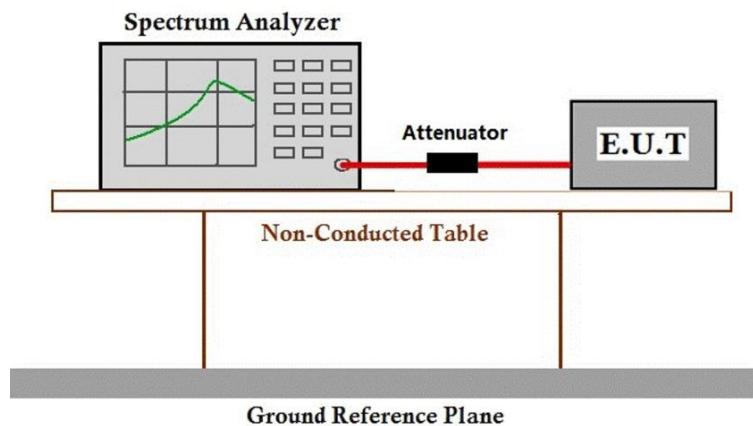 Spectrum Analyzer
Attenuator
E.U.T
Non-Conducted Table
Ground Reference Plane